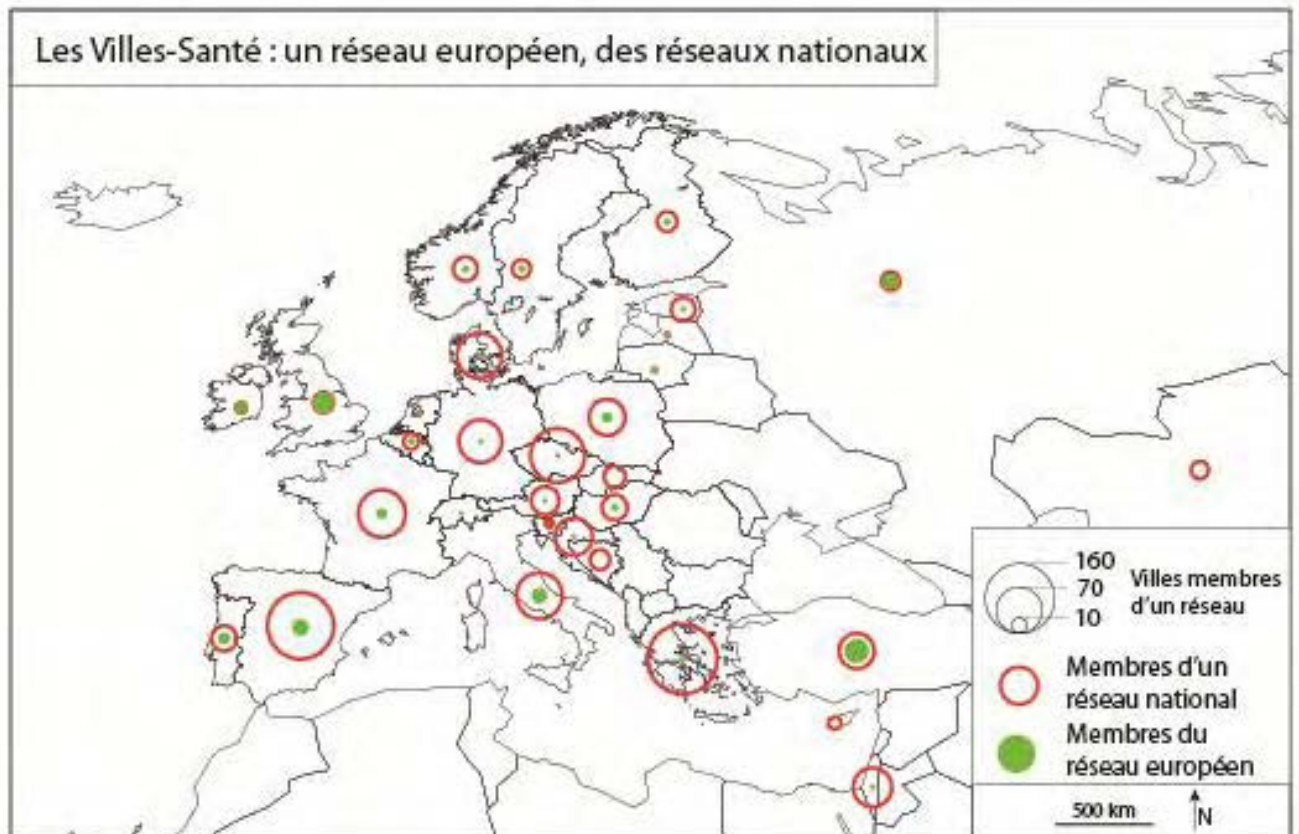 Les Villes-Santé : un réseau européen, des réseaux nationaux
160
70
10
Villes membres
d'un réseau
Membres d'un
réseau national
Membres du
réseau européen
500 km
N